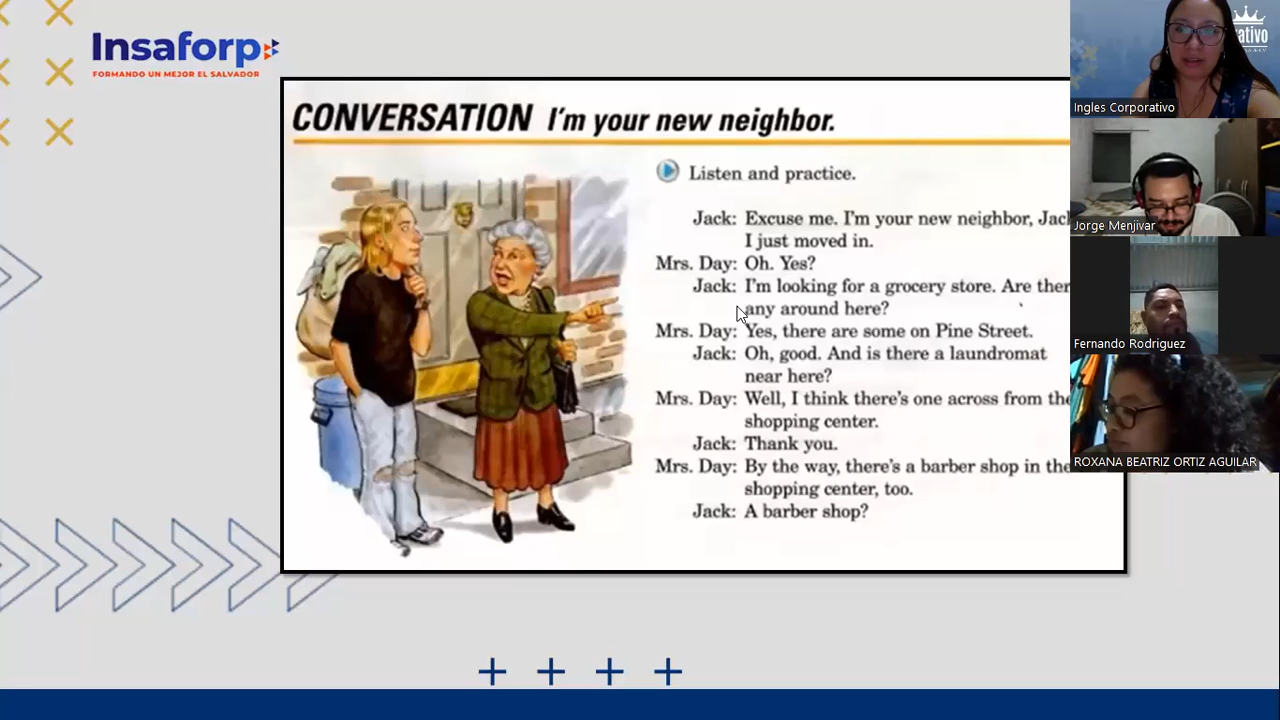 Insaforp
FORMANDO UN MEJOR EL SALVADOR
CONVERSATION I'm your new neighbor.
Listen and practice.
Jack: Excuse me. I'm your new neighbor,
I just moved in.
Mrs. Day: Oh. Yes?
Jack: I'm looking for a grocery store. Are
any around here?
Mrs. Day: Yes, there are some on Pine Street.
Jack: Oh, good. And is there a laundromat
near here?
Mrs. Day: Well, I think there's one across from
shopping center.
Jack: Thank you.
Mrs. Day: By the way, there's a barber shop in
shopping center, too.
Jack: A barber shop?
Ingles Corporativo
Jorge Menjivar
Fernando Rodriguez
ROXANA BEATRIZ ORTIZ AGUILAR